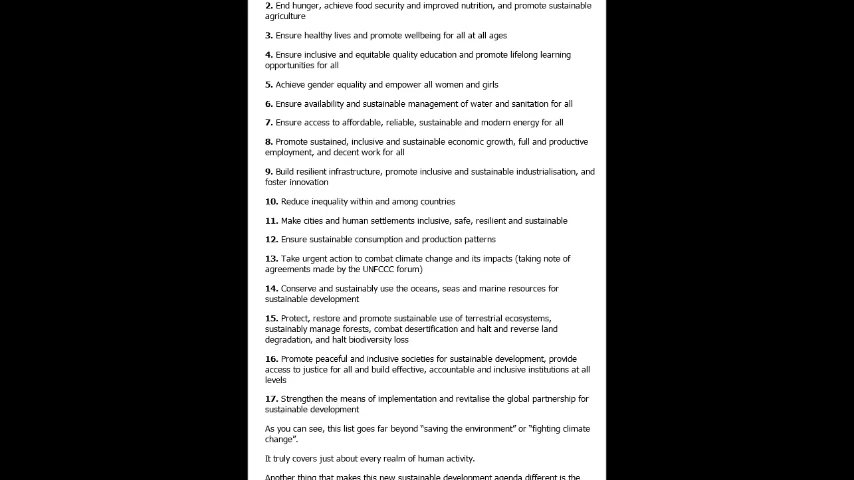 2. End hunger, achieve food security and improved nutrition, and promote sustainable
agriculture
3. Ensure healthy lives and promote wellbeing for all at all ages
4. Ensure inclusive and equitable quality education and promote lifelong learning
opportunities for all
5. Achieve gender equality and empower all women and girls
6. Ensure availability and sustainable management of water and sanitation for all
7. Ensure access to affordable, reliable, sustainable and modern energy for all
8. Promote sustained, inclusive and sustainable economic growth, full and productive
employment, and decent work for all
9. Build resilient infrastructure, promote inclusive and sustainable industrialisation, and
foster innovation
10. Reduce inequality within and among countries
11. Make cities and human settlements inclusive, safe, resilient and sustainable
12. Ensure sustainable consumption and production patterns
13. Take urgent action to combat climate change and its impacts (taking note of
agreements made by the UNFCCC forum)
14. Conserve and sustainably use the oceans, seas and marine resources for
sustainable development
15. Protect, restore and promote sustainable use of terrestrial ecosystems,
sustainably manage forests, combat desertification and halt and reverse land
degradation, and halt biodiversity loss
16. Promote peaceful and inclusive societies for sustainable development, provide
access to justice for all and build effective, accountable and inclusive institutions at all
levels
17. Strengthen the means of implementation and revitalise the global partnership for
sustainable development
As you can see, this list goes far beyond “saving the environment” or “fighting climate
change”.
It truly covers just about every realm of human activity.
Another thing that makes this new sustainable development agenda different is the